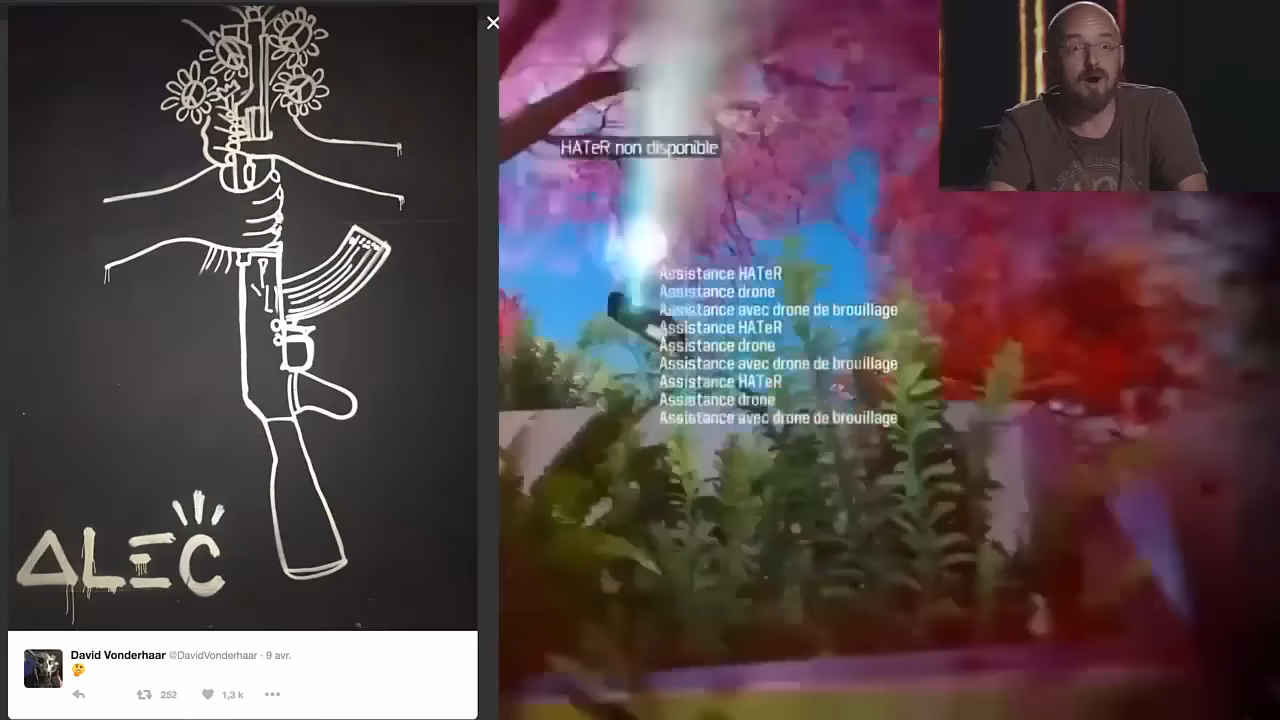 ALEC
David Vonderhaar @DavidVonderhaar · 9 avr.
252 1,3 k
HATeR non disponible
Assistance HATeR
Assistance drone
Assistance avec drone de brouillage
Assistance HATeR
Assistance drone
Assistance avec drone de brouillage
Assistance HATeR
Assistance drone
Assistance avec drone de brouillage